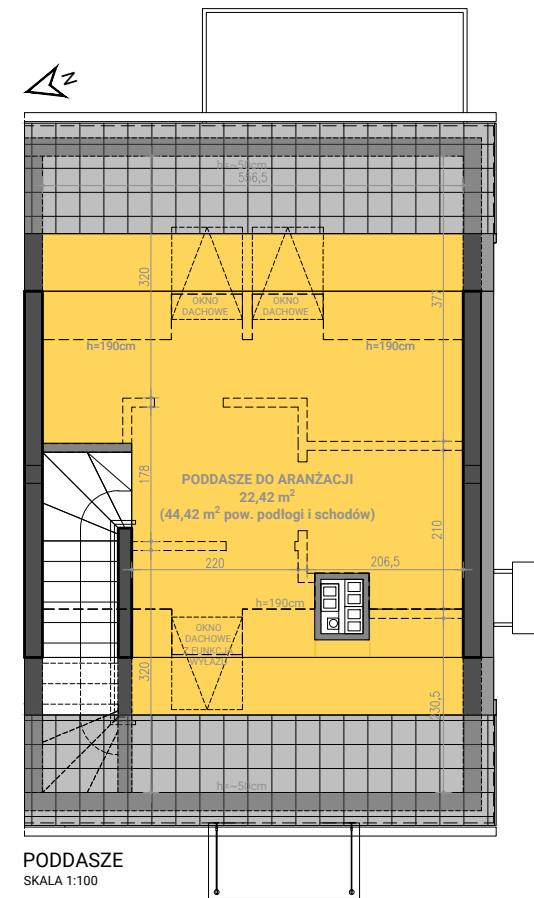 N
h=~50cm
556,5
320
377
OKNO
DACHOWE
OKNO
DACHOWE
h=190cm
h=190cm
178
PODDASZE DO ARANŻACJI
22,42 m²
(44,42 m² pow. podłogi i schodów)
210
220
206,5
h=190cm
OKNO
DACHOWE
Z FUNKCJĄ
WYŁAZU
320
230,5
h=~50cm
PODDASZE
SKALA 1:100